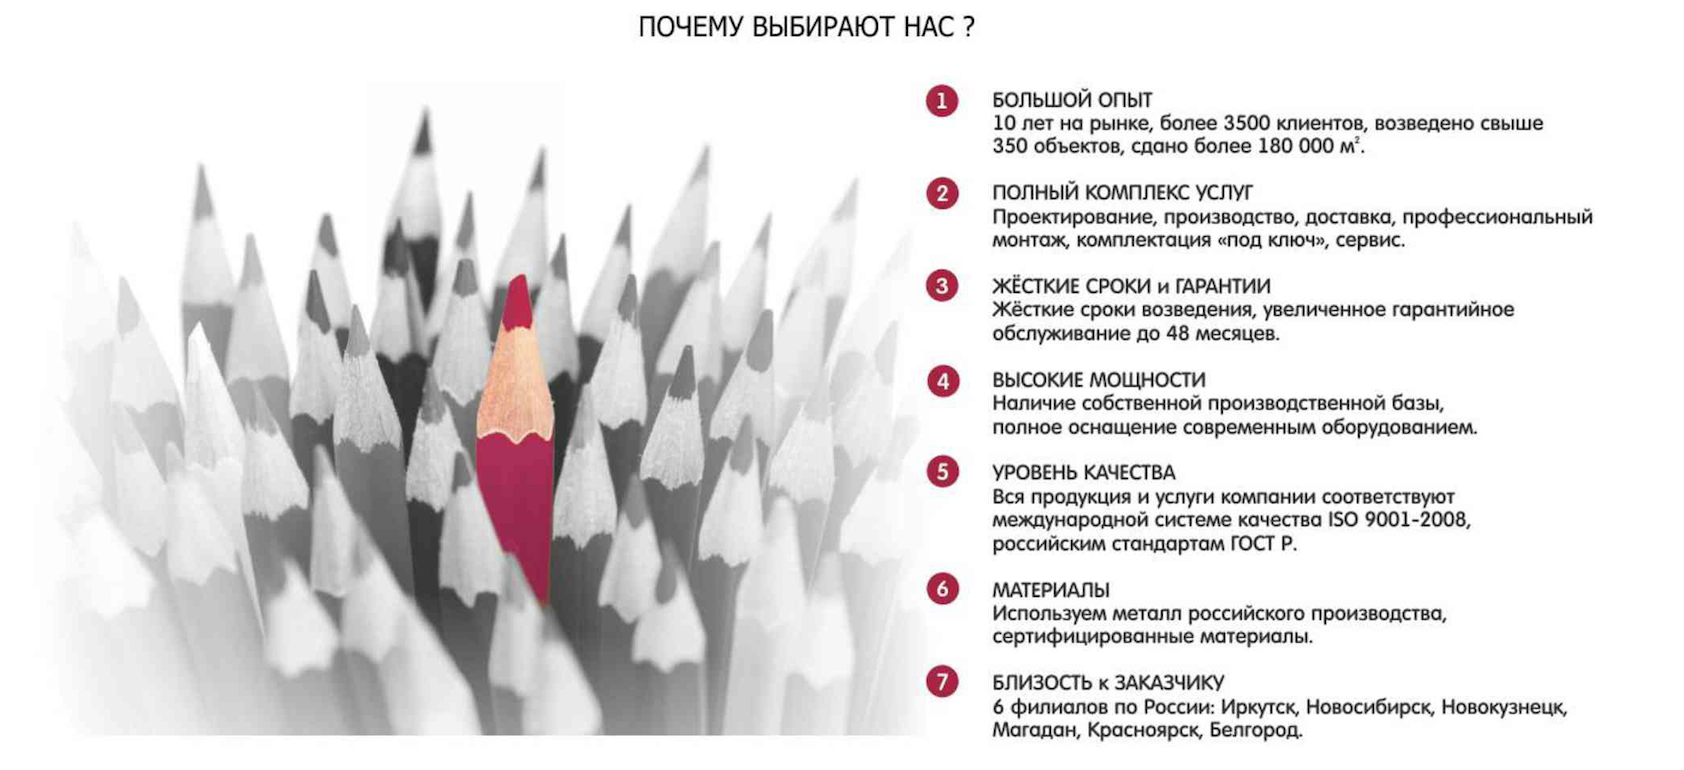 ПОЧЕМУ ВЫБИРАЮТ НАС ?
1
БОЛЬШОЙ ОПЫТ
10 лет на рынке, более 3500 клиентов, возведено свыше
350 объектов, сдано более 180 000 м².
2
ПОЛНЫЙ КОМПЛЕКС УСЛУГ
Проектирование, производство, доставка, профессиональный
монтаж, комплектация «под ключ», сервис.
3
ЖЁСТКИЕ СРОКИ и ГАРАНТИИ
Жёсткие сроки возведения, увеличенное гарантийное
обслуживание до 48 месяцев.
4
ВЫСОКИЕ МОЩНОСТИ
Наличие собственной производственной базы,
полное оснащение современным оборудованием.
5
УРОВЕНЬ КАЧЕСТВА
Вся продукция и услуги компании соответствуют
международной системе качества ISO 9001-2008,
российским стандартам ГОСТ Р.
6
МАТЕРИАЛЫ
Используем металл российского производства,
сертифицированные материалы.
7
БЛИЗОСТЬ к ЗАКАЗЧИКУ
6 филиалов по России: Иркутск, Новосибирск, Новокузнецк,
Магадан, Красноярск, Белгород.